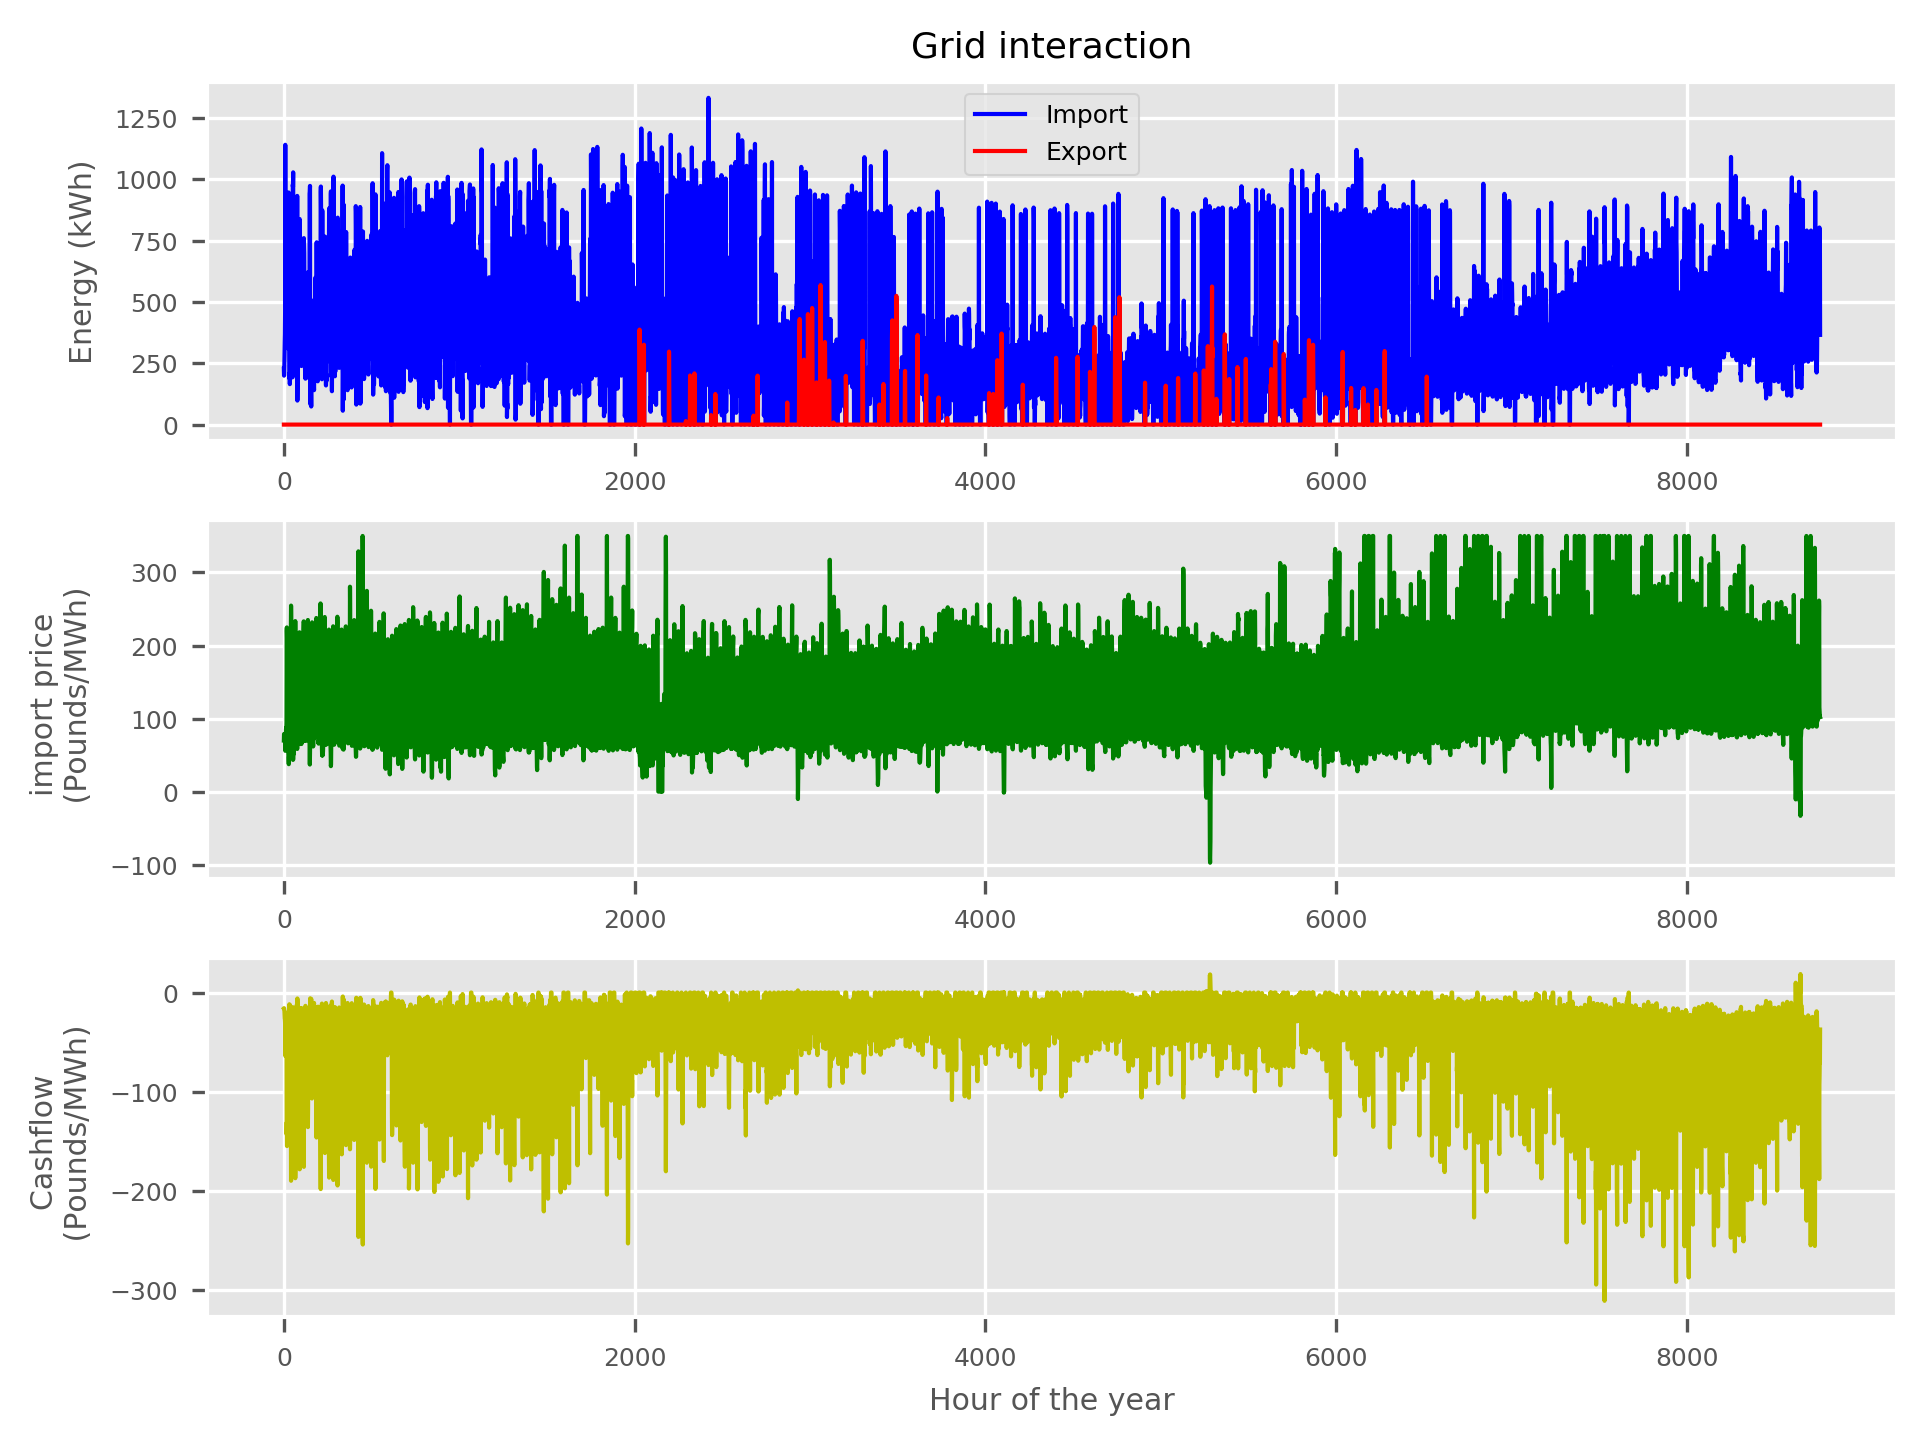 Grid interaction
Energy (kWh)
1250
1000
750
500
250
0
Import
Export
0 2000 4000 6000 8000
import price
(Pounds/MWh)
300
200
100
0
−100
0 2000 4000 6000 8000
Cashflow
(Pounds/MWh)
0
−100
−200
−300
0 2000 4000 6000 8000
Hour of the year